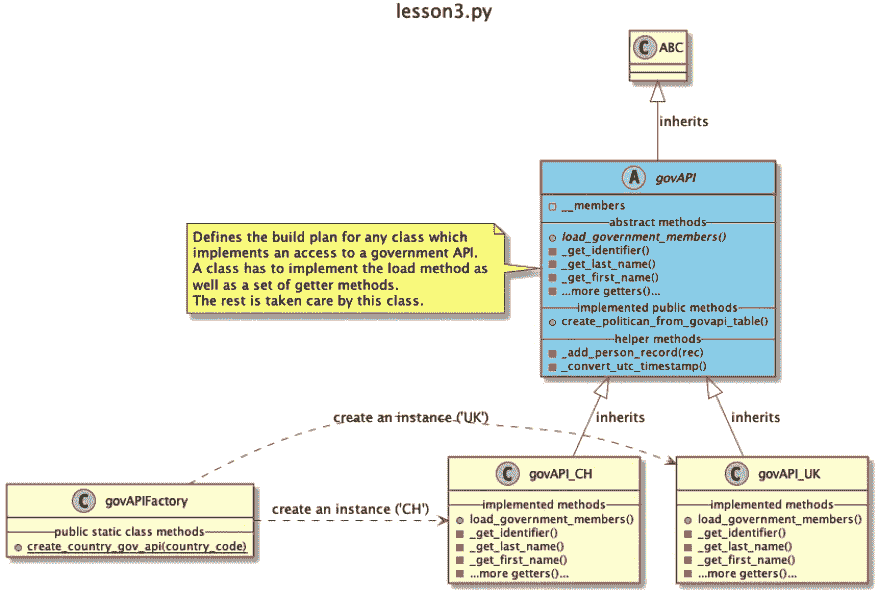 lesson3.py
C ABC
inherits
A govAPI
__members
abstract methods
load_government_members()
_get_identifier()
_get_last_name()
_get_first_name()
...more getters()...
implemented public methods
create_politican_from_govapi_table()
helper methods
_add_person_record(rec)
_convert_utc_timestamp()
Defines the build plan for any class which
implements an access to a government API.
A class has to implement the load method as
well as a set of getter methods.
The rest is taken care by this class.
inherits
inherits
create an instance ('UK')
create an instance ('CH')
C govAPIFactory
public static class methods
create_country_gov_api(country_code)
C govAPI_CH
implemented methods
load_government_members()
_get_identifier()
_get_last_name()
_get_first_name()
...more getters()...
C govAPI_UK
implemented methods
load_government_members()
_get_identifier()
_get_last_name()
_get_first_name()
...more getters()...